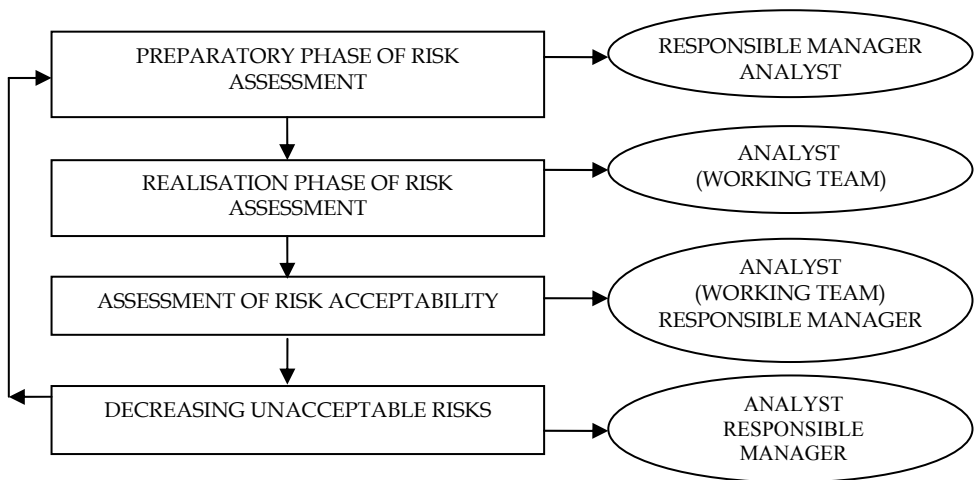 PREPARATORY PHASE OF RISK
ASSESSMENT
RESPONSIBLE MANAGER
ANALYST
REALISATION PHASE OF RISK
ASSESSMENT
ANALYST
(WORKING TEAM)
ASSESSMENT OF RISK ACCEPTABILITY
ANALYST
(WORKING TEAM)
RESPONSIBLE MANAGER
DECREASING UNACCEPTABLE RISKS
ANALYST
RESPONSIBLE
MANAGER